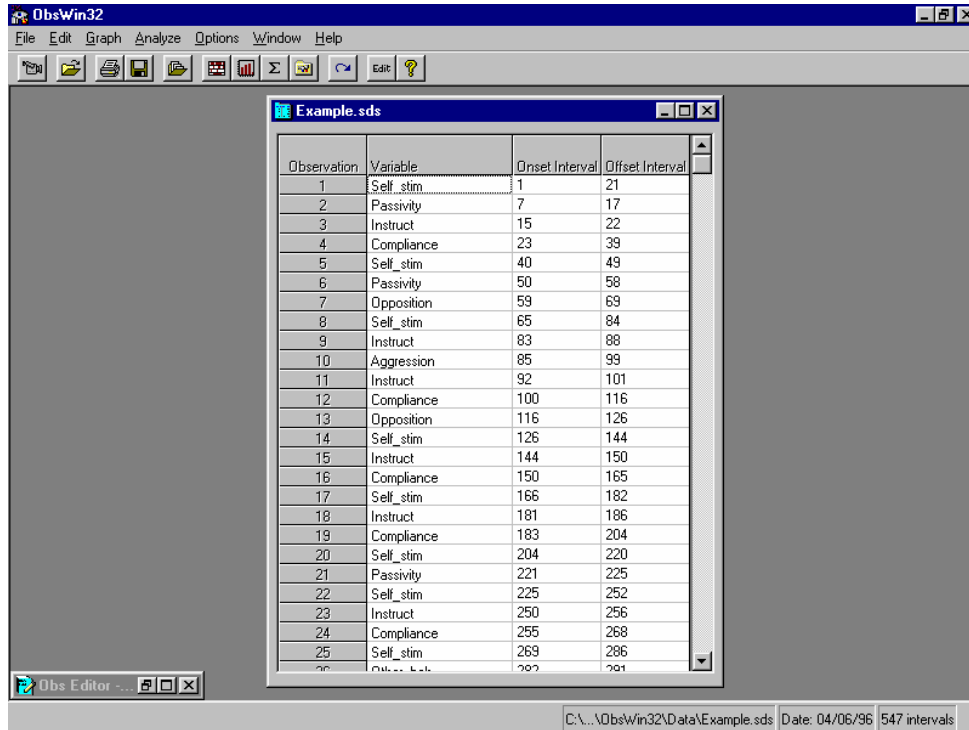 ObsWin32
File Edit Graph Analyze Options Window Help
Σ Edit ?
Example.sds
Observation Variable Onset Interval Offset Interval
1 Self_stim 1 21
2 Passivity 7 17
3 Instruct 15 22
4 Compliance 23 39
5 Self_stim 40 49
6 Passivity 50 58
7 Opposition 59 69
8 Self_stim 65 84
9 Instruct 83 88
10 Aggression 85 99
11 Instruct 92 101
12 Compliance 100 116
13 Opposition 116 126
14 Self_stim 126 144
15 Instruct 144 150
16 Compliance 150 165
17 Self_stim 166 182
18 Instruct 181 186
19 Compliance 183 204
20 Self_stim 204 220
21 Passivity 221 225
22 Self_stim 225 252
23 Instruct 250 256
24 Compliance 255 268
25 Self_stim 269 286
Obs Editor -...
C:\...\ObsWin32\Data\Example.sds Date: 04/06/96 547 intervals